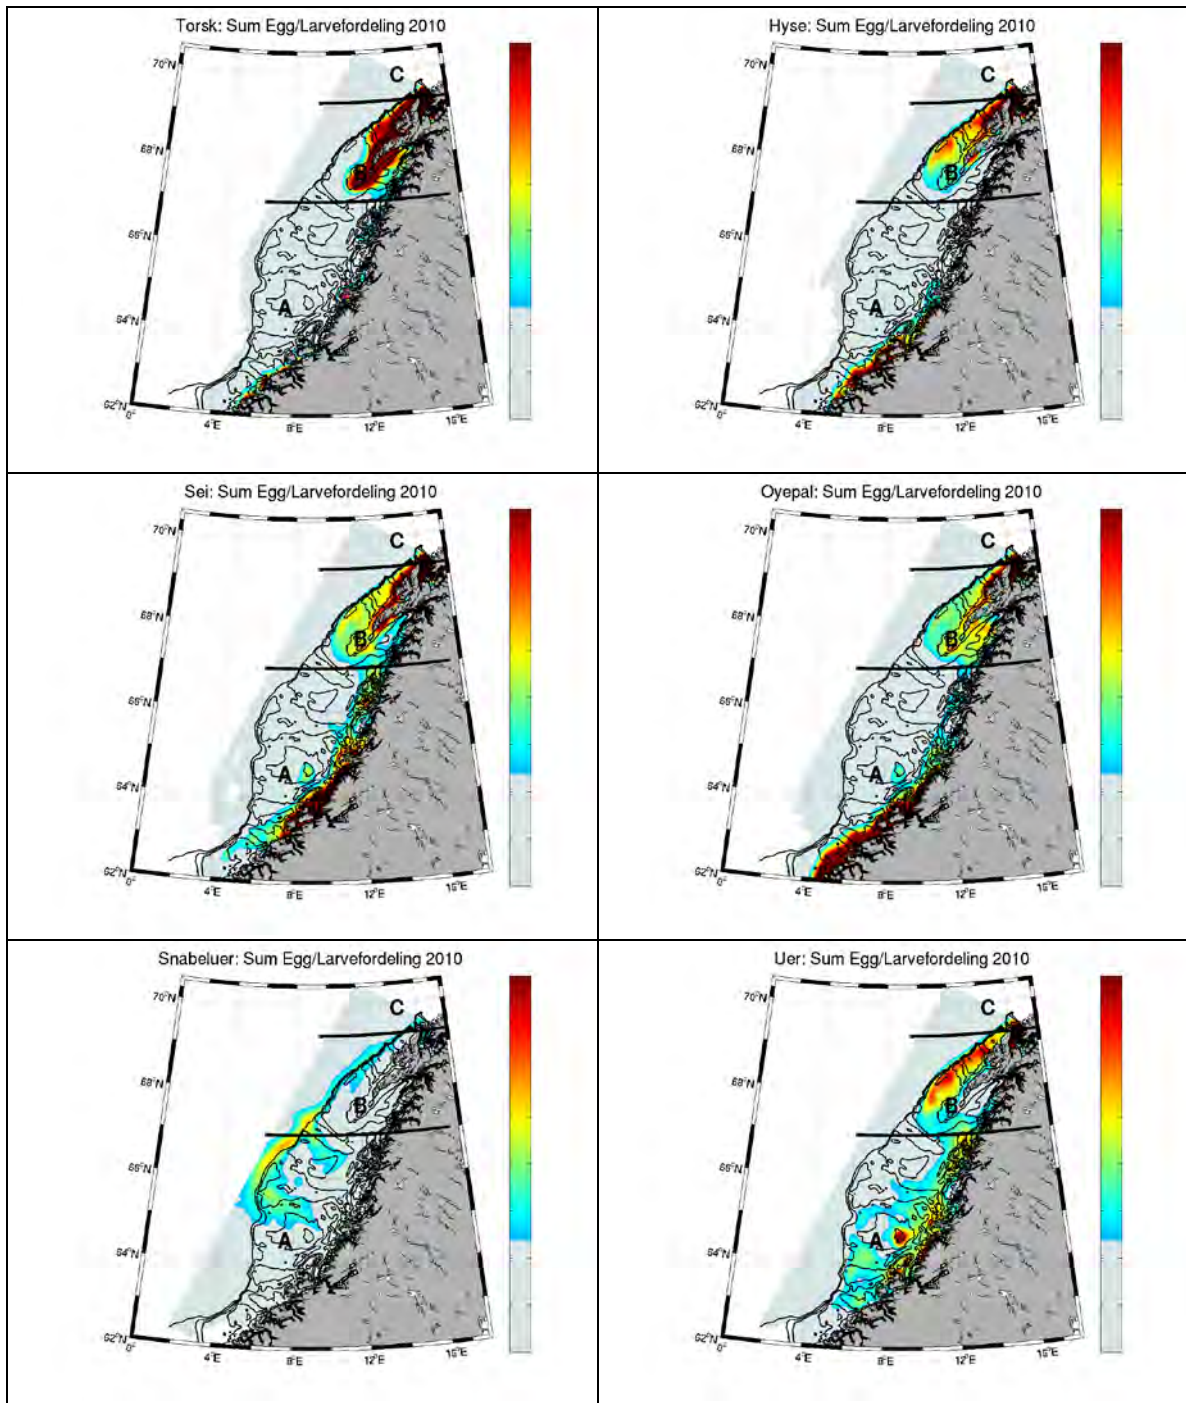 Torsk: Sum Egg/Larvefordeling 2010
70°N
68°N
66°N
64°N
62°N
0°
4°E
8°E
12°E
16°E
A
B
C
Hyse: Sum Egg/Larvefordeling 2010
70°N
68°N
66°N
64°N
62°N
0°
4°E
8°E
12°E
16°E
A
B
C
Sei: Sum Egg/Larvefordeling 2010
70°N
68°N
66°N
64°N
62°N
0°
4°E
8°E
12°E
16°E
A
B
C
Oyepal: Sum Egg/Larvefordeling 2010
70°N
68°N
66°N
64°N
62°N
0°
4°E
8°E
12°E
16°E
A
B
C
Snabeluer: Sum Egg/Larvefordeling 2010
70°N
68°N
66°N
64°N
62°N
0°
4°E
8°E
12°E
16°E
A
B
C
Uer: Sum Egg/Larvefordeling 2010
70°N
68°N
66°N
64°N
62°N
0°
4°E
8°E
12°E
16°E
A
B
C